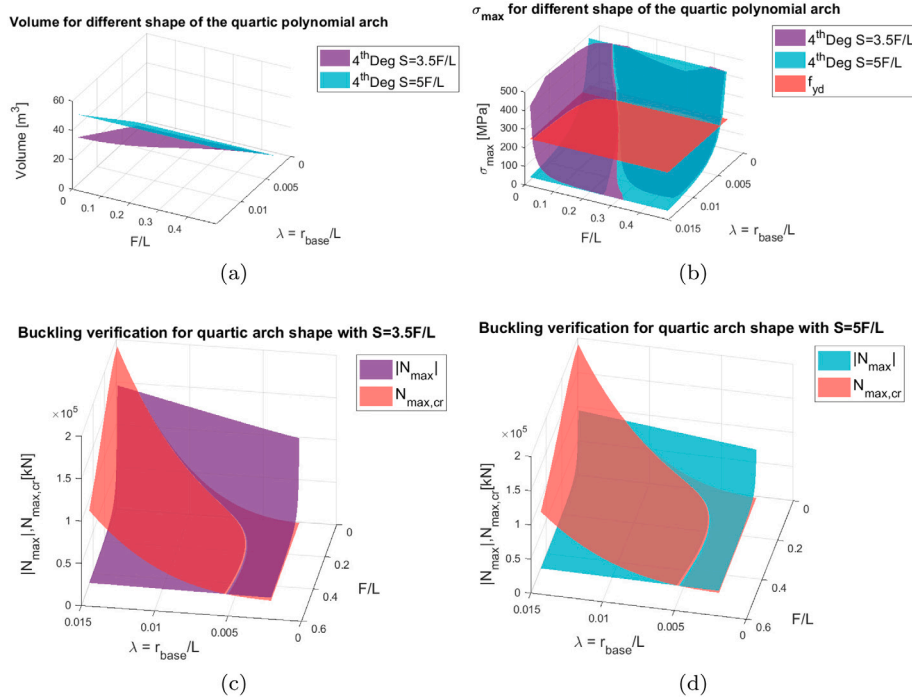 Volume for different shape of the quartic polynomial arch
4thDeg S=3.5F/L
4thDeg S=5F/L
Volume [m3]
60
40
20
0
0
0.1
0.2
0.3
0.4
F/L
0
0.005
0.01
λ = rbase/L
(a)
σmax for different shape of the quartic polynomial arch
4thDeg S=3.5F/L
4thDeg S=5F/L
fyd
σmax [MPa]
500
400
300
200
100
0
0
0.1
0.2
0.3
0.4
F/L
0
0.005
0.01
0.015
λ = rbase/L
(b)
Buckling verification for quartic arch shape with S=3.5F/L
|Nmax|
Nmax,cr
×105
|Nmax|,Nmax,cr[kN]
2
1.5
1
0.5
0
0.015
0.01
0.005
0
λ = rbase/L
0
0.2
0.4
0.6
F/L
(c)
Buckling verification for quartic arch shape with S=5F/L
|Nmax|
Nmax,cr
×105
|Nmax|,Nmax,cr[kN]
2
1.5
1
0.5
0
0.015
0.01
0.005
0
λ = rbase/L
0
0.2
0.4
0.6
F/L
(d)